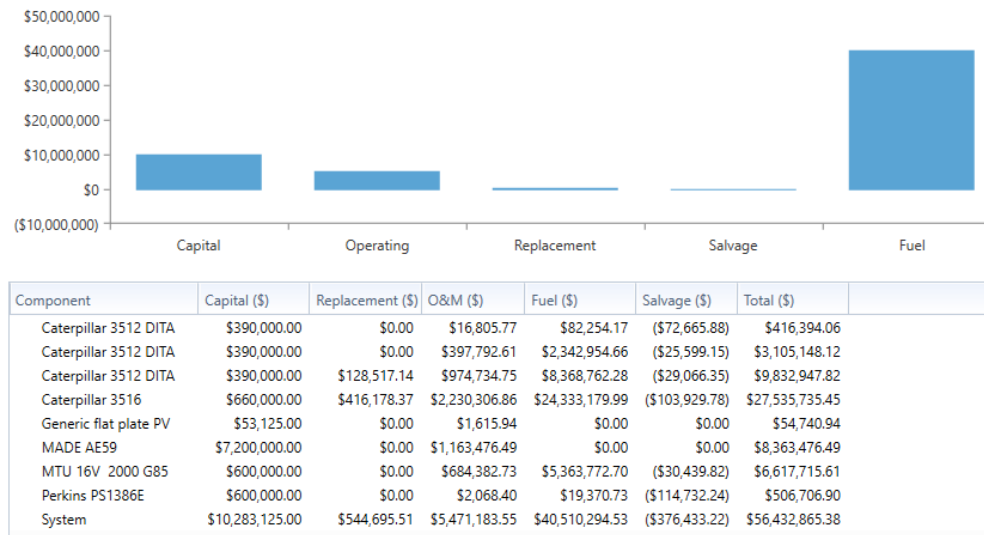 $50,000,000
$40,000,000
$30,000,000
$20,000,000
$10,000,000
$0
($10,000,000)
Capital Operating Replacement Salvage Fuel
Component Capital ($) Replacement ($) O&M ($) Fuel ($) Salvage ($) Total ($)
Caterpillar 3512 DITA $390,000.00 $0.00 $16,805.77 $82,254.17 ($72,665.88) $416,394.06
Caterpillar 3512 DITA $390,000.00 $0.00 $397,792.61 $2,342,954.66 ($25,599.15) $3,105,148.12
Caterpillar 3512 DITA $390,000.00 $128,517.14 $974,734.75 $8,368,762.28 ($29,066.35) $9,832,947.82
Caterpillar 3516 $660,000.00 $416,178.37 $2,230,306.86 $24,333,179.99 ($103,929.78) $27,535,735.45
Generic flat plate PV $53,125.00 $0.00 $1,615.94 $0.00 $0.00 $54,740.94
MADE AE59 $7,200,000.00 $0.00 $1,163,476.49 $0.00 $0.00 $8,363,476.49
MTU 16V 2000 G85 $600,000.00 $0.00 $684,382.73 $5,363,772.70 ($30,439.82) $6,617,715.61
Perkins PS1386E $600,000.00 $0.00 $2,068.40 $19,370.73 ($114,732.24) $506,706.90
System $10,283,125.00 $544,695.51 $5,471,183.55 $40,510,294.53 ($376,433.22) $56,432,865.38